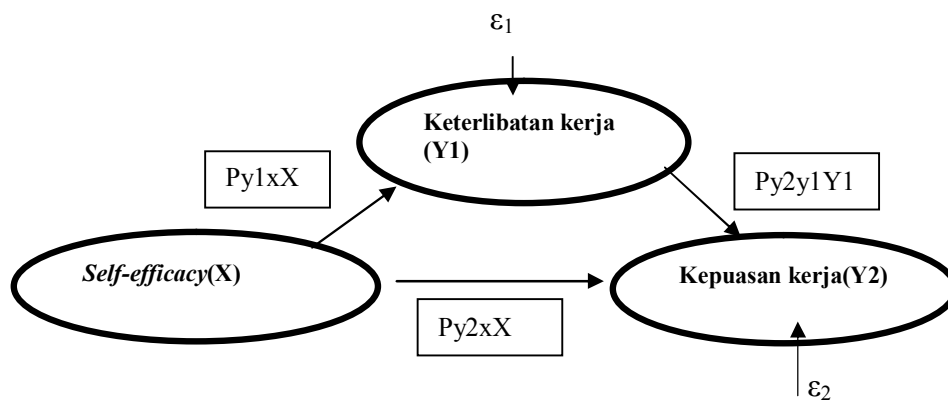 ε1
Keterlibatan kerja
(Y1)
Py1xX
Py2y1Y1
Self-efficacy(X)
Kepuasan kerja(Y2)
Py2xX
ε2